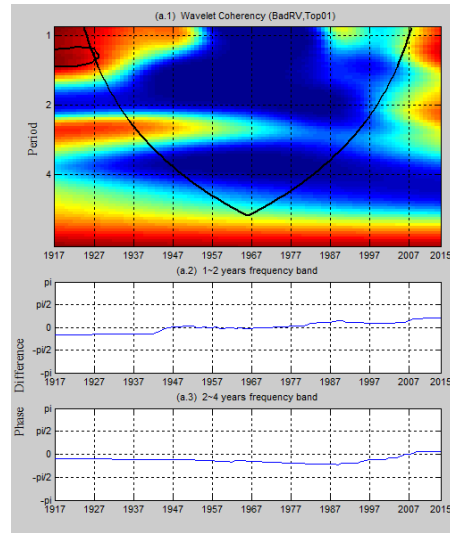 (a.1) Wavelet Coherency (BadRV,Top01)
1
2
4
Period
1917 1927 1937 1947 1957 1967 1977 1987 1997 2007 2015
(a.2) 1~2 years frequency band
pi
pi/2
0
-pi/2
-pi
1917 1927 1937 1947 1957 1967 1977 1987 1997 2007 2015
(a.3) 2~4 years frequency band
pi
pi/2
0
-pi/2
-pi
1917 1927 1937 1947 1957 1967 1977 1987 1997 2007 2015
Phase Difference